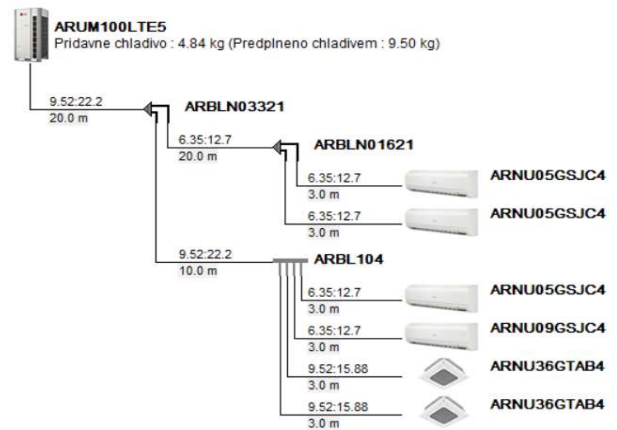 ARUM100LTE5
Pridavne chladivo : 4.84 kg (Predplneno chladivem : 9.50 kg)
9.52:22.2
20.0 m
ARBLN03321
6.35:12.7
20.0 m
ARBLN01621
6.35:12.7
3.0 m
ARNU05GSJC4
6.35:12.7
3.0 m
ARNU05GSJC4
9.52:22.2
10.0 m
ARBL104
6.35:12.7
3.0 m
ARNU05GSJC4
6.35:12.7
3.0 m
ARNU09GSJC4
9.52:15.88
3.0 m
ARNU36GTAB4
9.52:15.88
3.0 m
ARNU36GTAB4